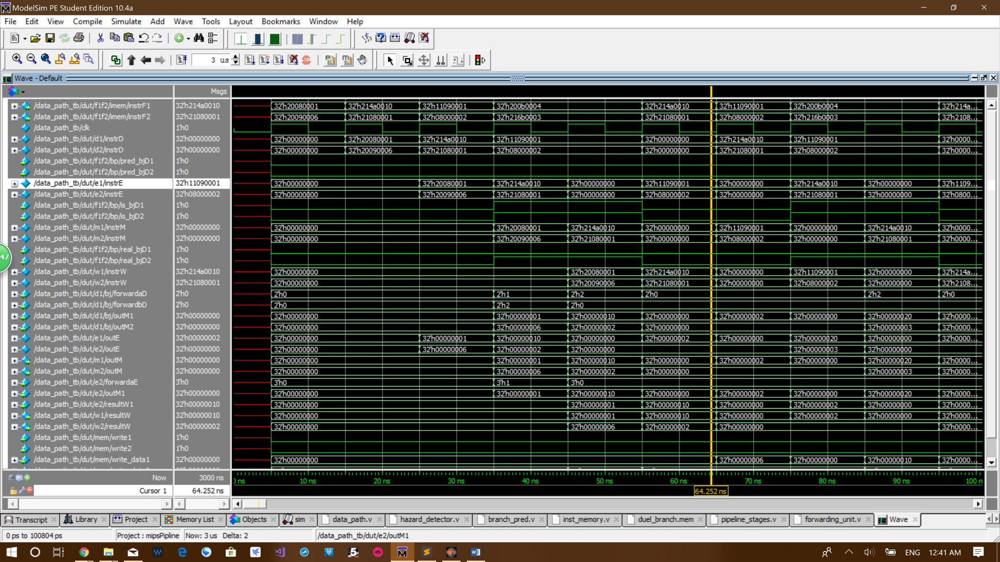 ModelSim PE Student Edition 10.4a
File Edit View Compile Simulate Add Wave Tools Layout Bookmarks Window Help
3 us
Wave - Default
Msgs
/data_path_tb/dut/f1f2/imem/instrF1 32'h214a0010 32'h20080001 32'h214a0010 32'h11090001 32'h200b0004 32'h214a0010 32'h11090001 32'h200b0004 32'h214a...
/data_path_tb/dut/f1f2/imem/instrF2 32'h21080001 32'h20090006 32'h21080001 32'h08000002 32'h216b0003 32'h21080001 32'h08000002 32'h216b0003 32'h2108...
/data_path_tb/clk 1'h0
/data_path_tb/dut/d1/instrD 32'h00000000 32'h00000000 32'h20080001 32'h214a0010 32'h11090001 32'h00000000 32'h214a0010 32'h11090001 32'h0000...
/data_path_tb/dut/d2/instrD 32'h00000000 32'h00000000 32'h20090006 32'h21080001 32'h08000002 32'h00000000 32'h21080001 32'h08000002 32'h0000...
/data_path_tb/dut/f1f2/bp/pred_bjD1 1'h0
/data_path_tb/dut/f1f2/bp/pred_bjD2 1'h0
/data_path_tb/dut/e1/instrE 32'h11090001 32'h00000000 32'h20080001 32'h214a0010 32'h00000000 32'h11090001 32'h00000000 32'h214a0010 32'h00000000 32'h1109...
/data_path_tb/dut/e2/instrE 32'h08000002 32'h00000000 32'h20090006 32'h21080001 32'h00000000 32'h08000002 32'h00000000 32'h21080001 32'h00000000 32'h0800...
/data_path_tb/dut/f1f2/bp/is_bjD1 1'h0
/data_path_tb/dut/f1f2/bp/is_bjD2 1'h0
/data_path_tb/dut/m1/instrM 32'h00000000 32'h00000000 32'h20080001 32'h214a0010 32'h00000000 32'h11090001 32'h00000000 32'h214a0010 32'h0000...
/data_path_tb/dut/m2/instrM 32'h00000000 32'h00000000 32'h20090006 32'h21080001 32'h00000000 32'h08000002 32'h00000000 32'h21080001 32'h0000...
/data_path_tb/dut/f1f2/bp/real_bjD1 1'h0
47
/data_path_tb/dut/f1f2/bp/real_bjD2 1'h0
/data_path_tb/dut/w1/instrW 32'h214a0010 32'h00000000 32'h20080001 32'h214a0010 32'h00000000 32'h11090001 32'h00000000 32'h214a...
/data_path_tb/dut/w2/instrW 32'h21080001 32'h00000000 32'h20090006 32'h21080001 32'h00000000 32'h08000002 32'h00000000 32'h2108...
/data_path_tb/dut/d1/bj/forwardaD 2'h0 2'h0 2'h1 2'h2 2'h0 2'h2 2'h0
/data_path_tb/dut/d1/bj/forwardbD 2'h0 2'h0 2'h2 2'h0
/data_path_tb/dut/d1/bj/outM1 32'h00000000 32'h00000000 32'h00000001 32'h00000010 32'h00000000 32'h00000002 32'h00000000 32'h00000020 32'h0000...
/data_path_tb/dut/d1/bj/outM2 32'h00000000 32'h00000000 32'h00000006 32'h00000002 32'h00000000 32'h00000003 32'h0000...
/data_path_tb/dut/e1/outE 32'h00000002 32'h00000000 32'h00000001 32'h00000010 32'h00000000 32'h00000002 32'h00000000 32'h00000020 32'h00000000 32'h0000...
/data_path_tb/dut/e2/outE 32'h00000000 32'h00000000 32'h00000006 32'h00000002 32'h00000000 32'h00000003 32'h00000000
/data_path_tb/dut/m1/outM 32'h00000000 32'h00000000 32'h00000001 32'h00000010 32'h00000000 32'h00000002 32'h00000000 32'h00000020 32'h0000...
/data_path_tb/dut/m2/outM 32'h00000000 32'h00000000 32'h00000006 32'h00000002 32'h00000000 32'h00000003 32'h0000...
/data_path_tb/dut/e2/forwardaE 3'h0 3'h0 3'h1 3'h0
/data_path_tb/dut/e2/outM1 32'h00000000 32'h00000000 32'h00000001 32'h00000010 32'h00000000 32'h00000002 32'h00000000 32'h00000020 32'h0000...
/data_path_tb/dut/e2/resultW1 32'h00000010 32'h00000000 32'h00000001 32'h00000010 32'h00000000 32'h00000002 32'h00000000 32'h0000...
/data_path_tb/dut/w1/resultW 32'h00000010 32'h00000000 32'h00000001 32'h00000010 32'h00000000 32'h00000002 32'h00000000 32'h0000...
/data_path_tb/dut/w2/resultW 32'h00000002 32'h00000000 32'h00000006 32'h00000002 32'h00000000 32'h0000...
/data_path_tb/dut/mem/write1 1'h0
/data_path_tb/dut/mem/write2 1'h0
/data_path_tb/dut/mem/write_data1 32'h00000000 32'h00000000 32'h00000006 32'h00000000 32'h00000010 32'h0000...
Now 3000 ns ns 10 ns 20 ns 30 ns 40 ns 50 ns 60 ns 70 ns 80 ns 90 ns 100 n
Cursor 1 64.252 ns 64.252 ns
Transcript Library Project Memory List Objects sim data_path.v hazard_detector.v branch_pred.v inst_memory.v duel_branch.mem pipeline_stages.v forwarding_unit.v Wave
0 ps to 100804 ps Project : mipsPipline Now: 3 us Delta: 2 /data_path_tb/dut/e2/outM1
ENG 12:41 AM